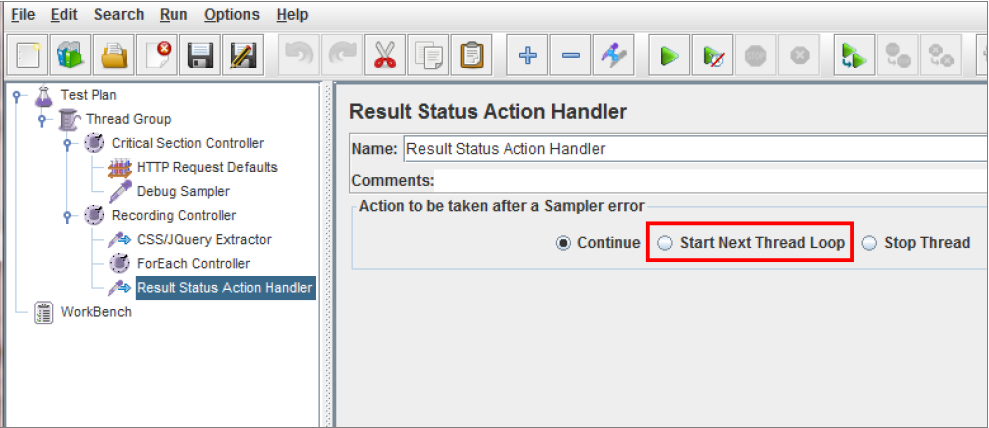 File Edit Search Run Options Help
Test Plan
Thread Group
Critical Section Controller
HTTP Request Defaults
Debug Sampler
Recording Controller
CSS/JQuery Extractor
ForEach Controller
Result Status Action Handler
WorkBench
Result Status Action Handler
Name: Result Status Action Handler
Comments:
Action to be taken after a Sampler error
Continue Start Next Thread Loop Stop Thread